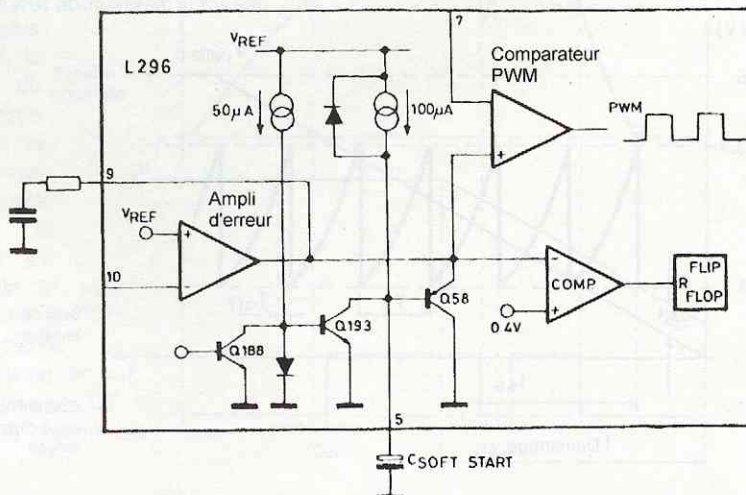 7
L296
VREF
50µA
100µA
Comparateur
PWM
PWM
+
9
Ampli
d'erreur
VREF
+
-
10
-
COMP.
+
0.4V
R
FLIP
FLOP
Q58
Q193
Q188
5
CSOFT START